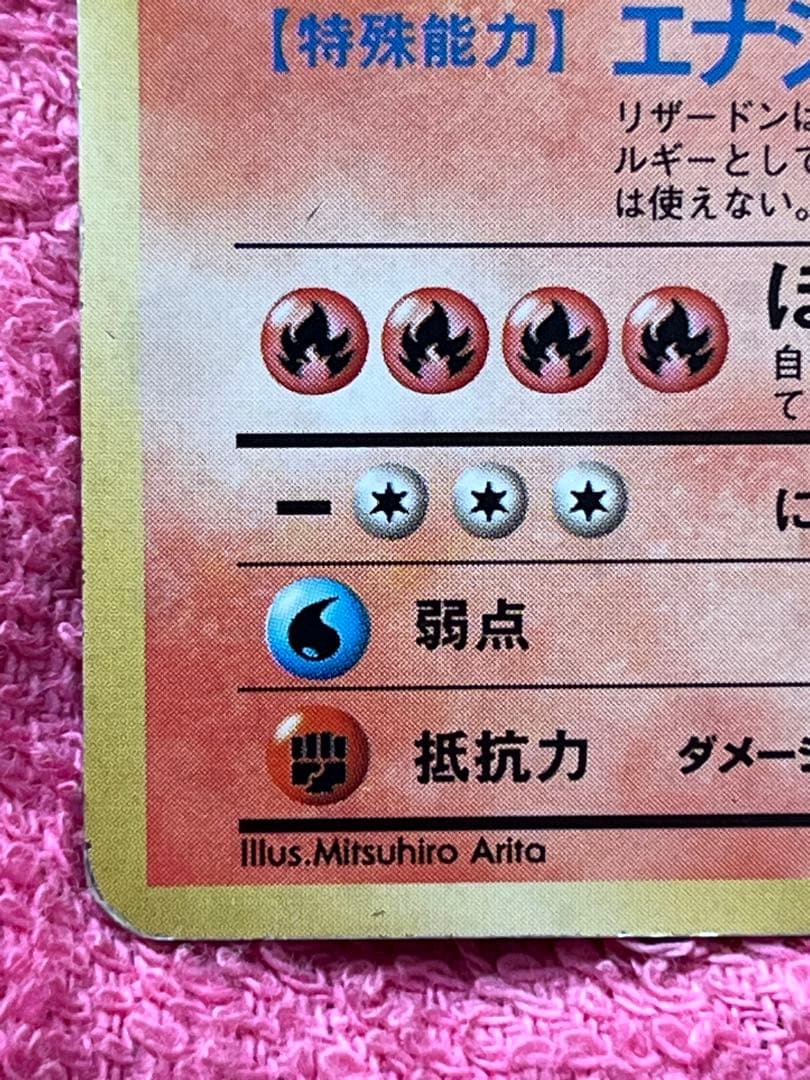 【特殊能力】 エナジ
リザードンは
ルギーとして
は使えない。
ほ
自
て
に
弱点
抵抗力 ダメージ
Illus.Mitsuhiro Arita